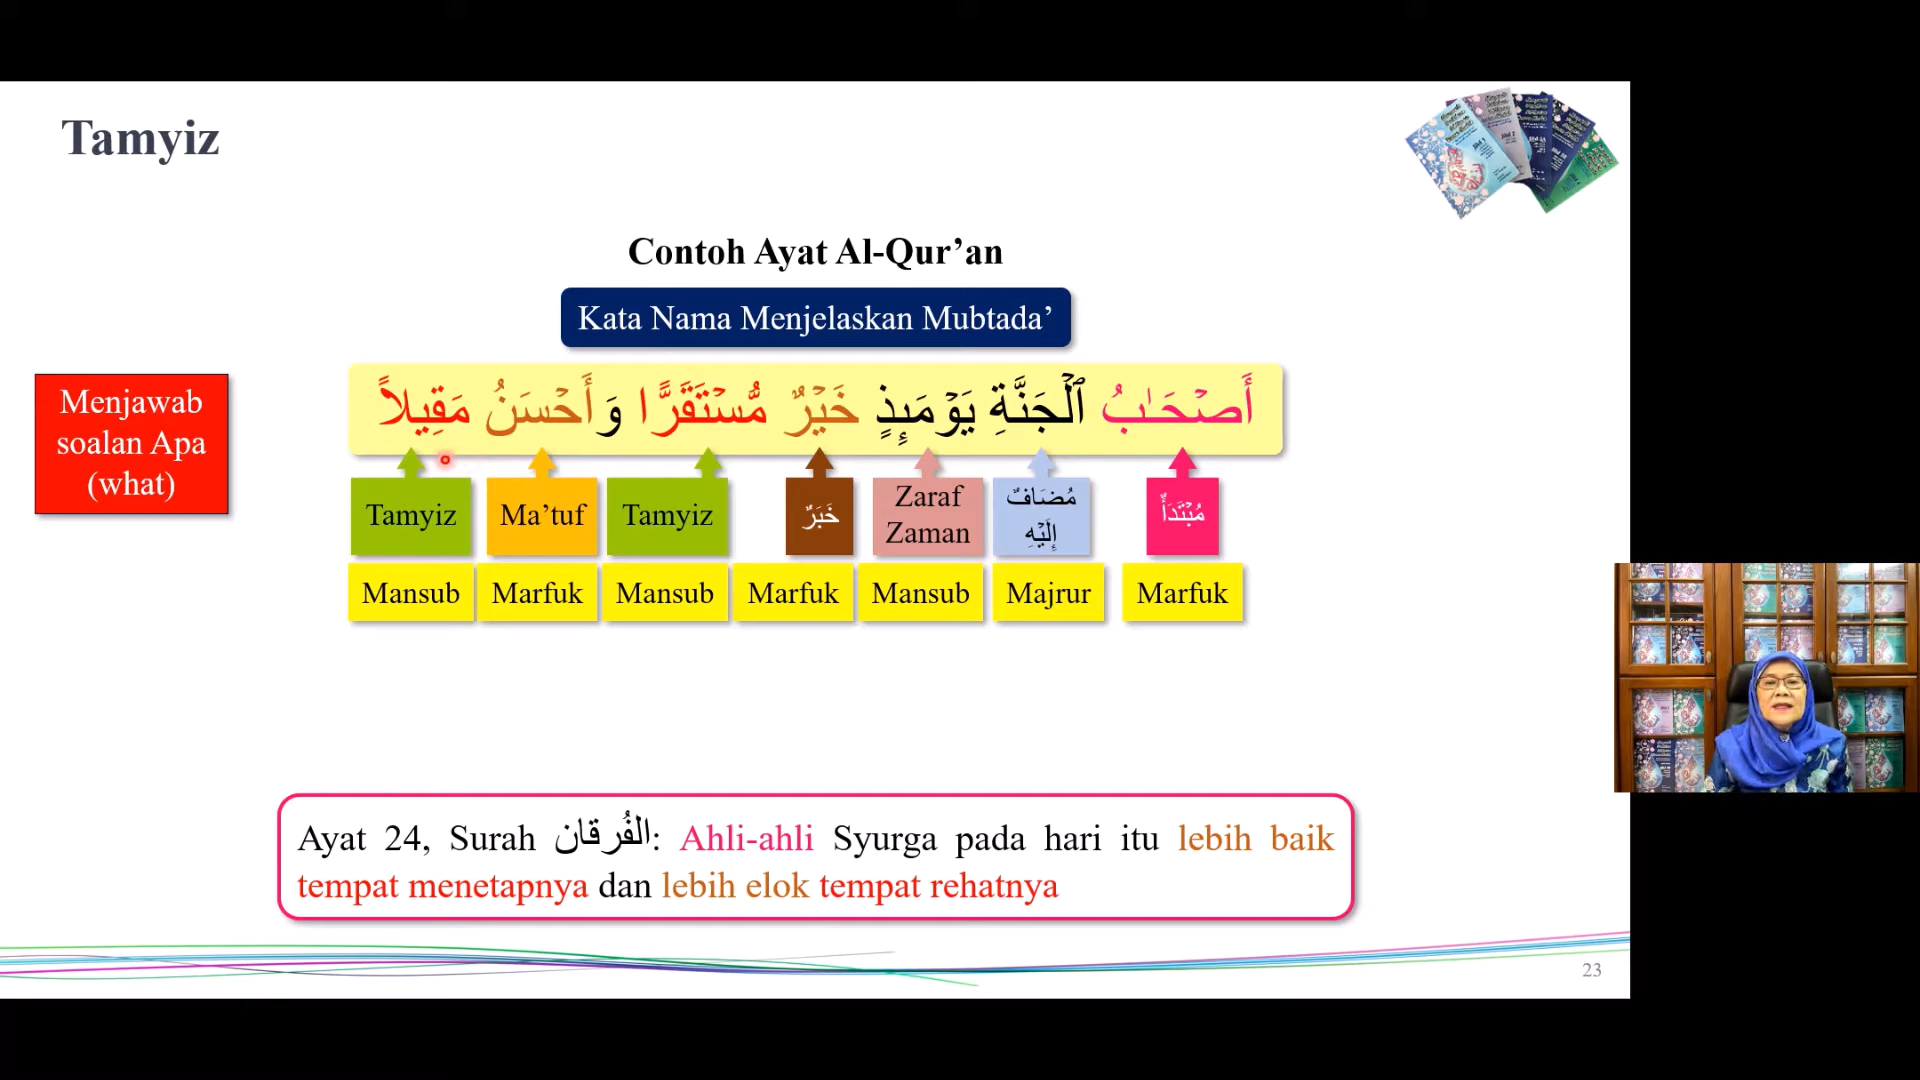 Tamyiz
Contoh Ayat Al-Qur’an
Kata Nama Menjelaskan Mubtada’
Menjawab
soalan Apa
(what)
أَصْحَـٰبُ ٱلْجَنَّةِ يَوْمَئِذٍ خَيْرٌ مُّسْتَقَرًّا وَأَحْسَنُ مَقِيلاً
Tamyiz Ma’tuf Tamyiz خَبَرٌ Zaraf Zaman مُضَافٌ إِلَيْهِ مُبْتَدَأٌ
Mansub Marfuk Mansub Marfuk Mansub Majrur Marfuk
Ayat 24, Surah الفُرقان: Ahli-ahli Syurga pada hari itu lebih baik
tempat menetapnya dan lebih elok tempat rehatnya
23